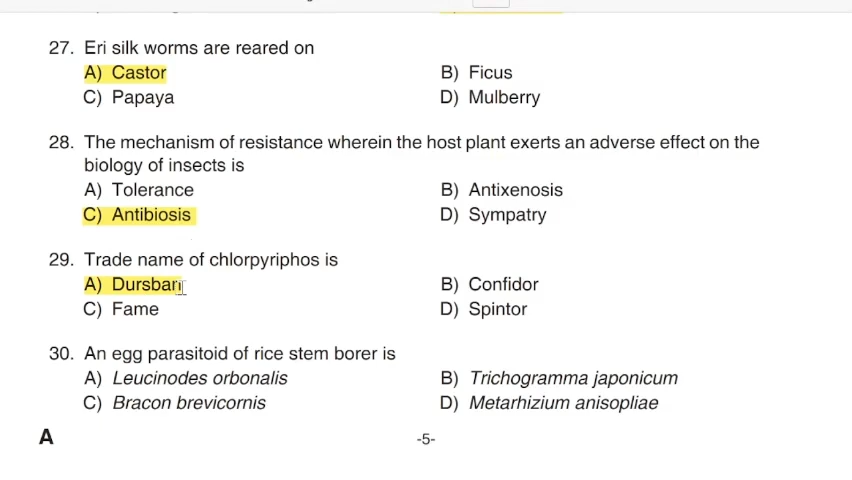 27. Eri silk worms are reared on
A) Castor B) Ficus
C) Papaya D) Mulberry
28. The mechanism of resistance wherein the host plant exerts an adverse effect on the
biology of insects is
A) Tolerance B) Antixenosis
C) Antibiosis D) Sympatry
29. Trade name of chlorpyriphos is
A) Dursban B) Confidor
C) Fame D) Spintor
30. An egg parasitoid of rice stem borer is
A) Leucinodes orbonalis B) Trichogramma japonicum
C) Bracon brevicornis D) Metarhizium anisopliae
A -5-